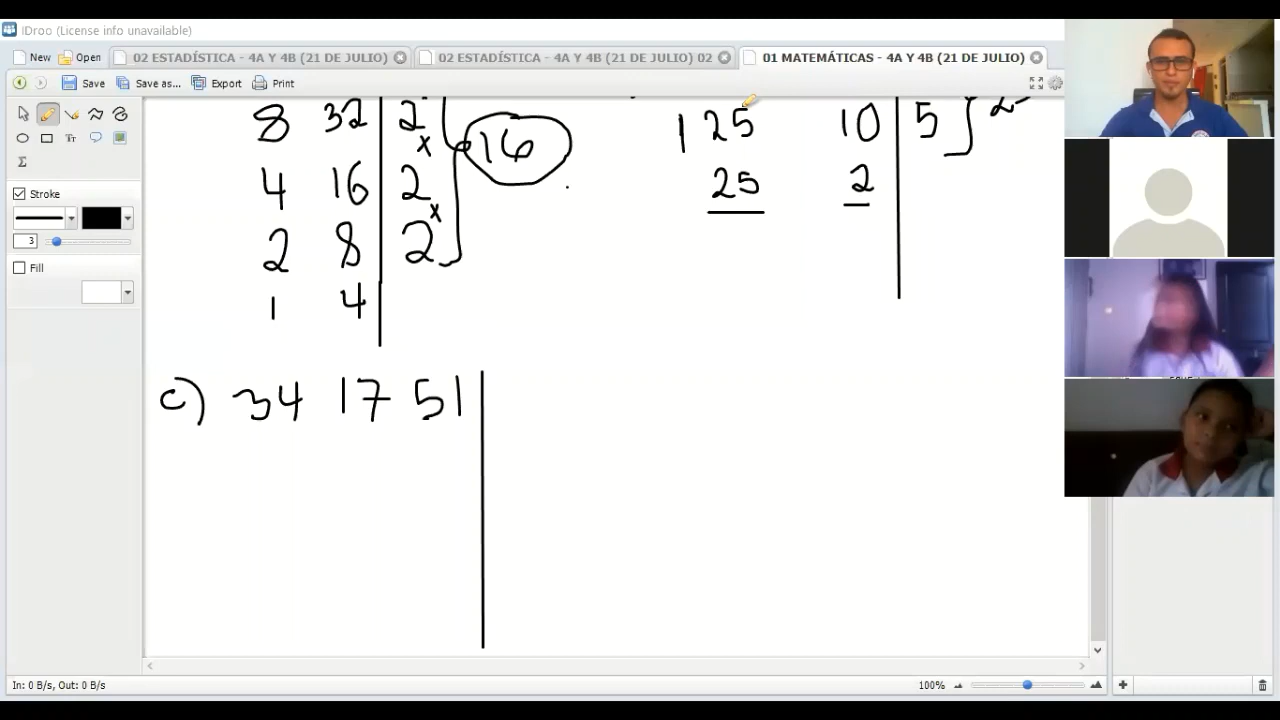 iDroo (License info unavailable)
New Open 02 ESTADÍSTICA - 4A Y 4B (21 DE JULIO) 02 ESTADÍSTICA - 4A Y 4B (21 DE JULIO) 02 01 MATEMÁTICAS - 4A Y 4B (21 DE JULIO)
Save Save as... Export Print
8 32 2 x 16 125 10 5
4 16 2 x 25 2
2 8 2
1 4
c) 34 17 51
Σ
Stroke
3
Fill
In: 0 B/s, Out: 0 B/s 100%